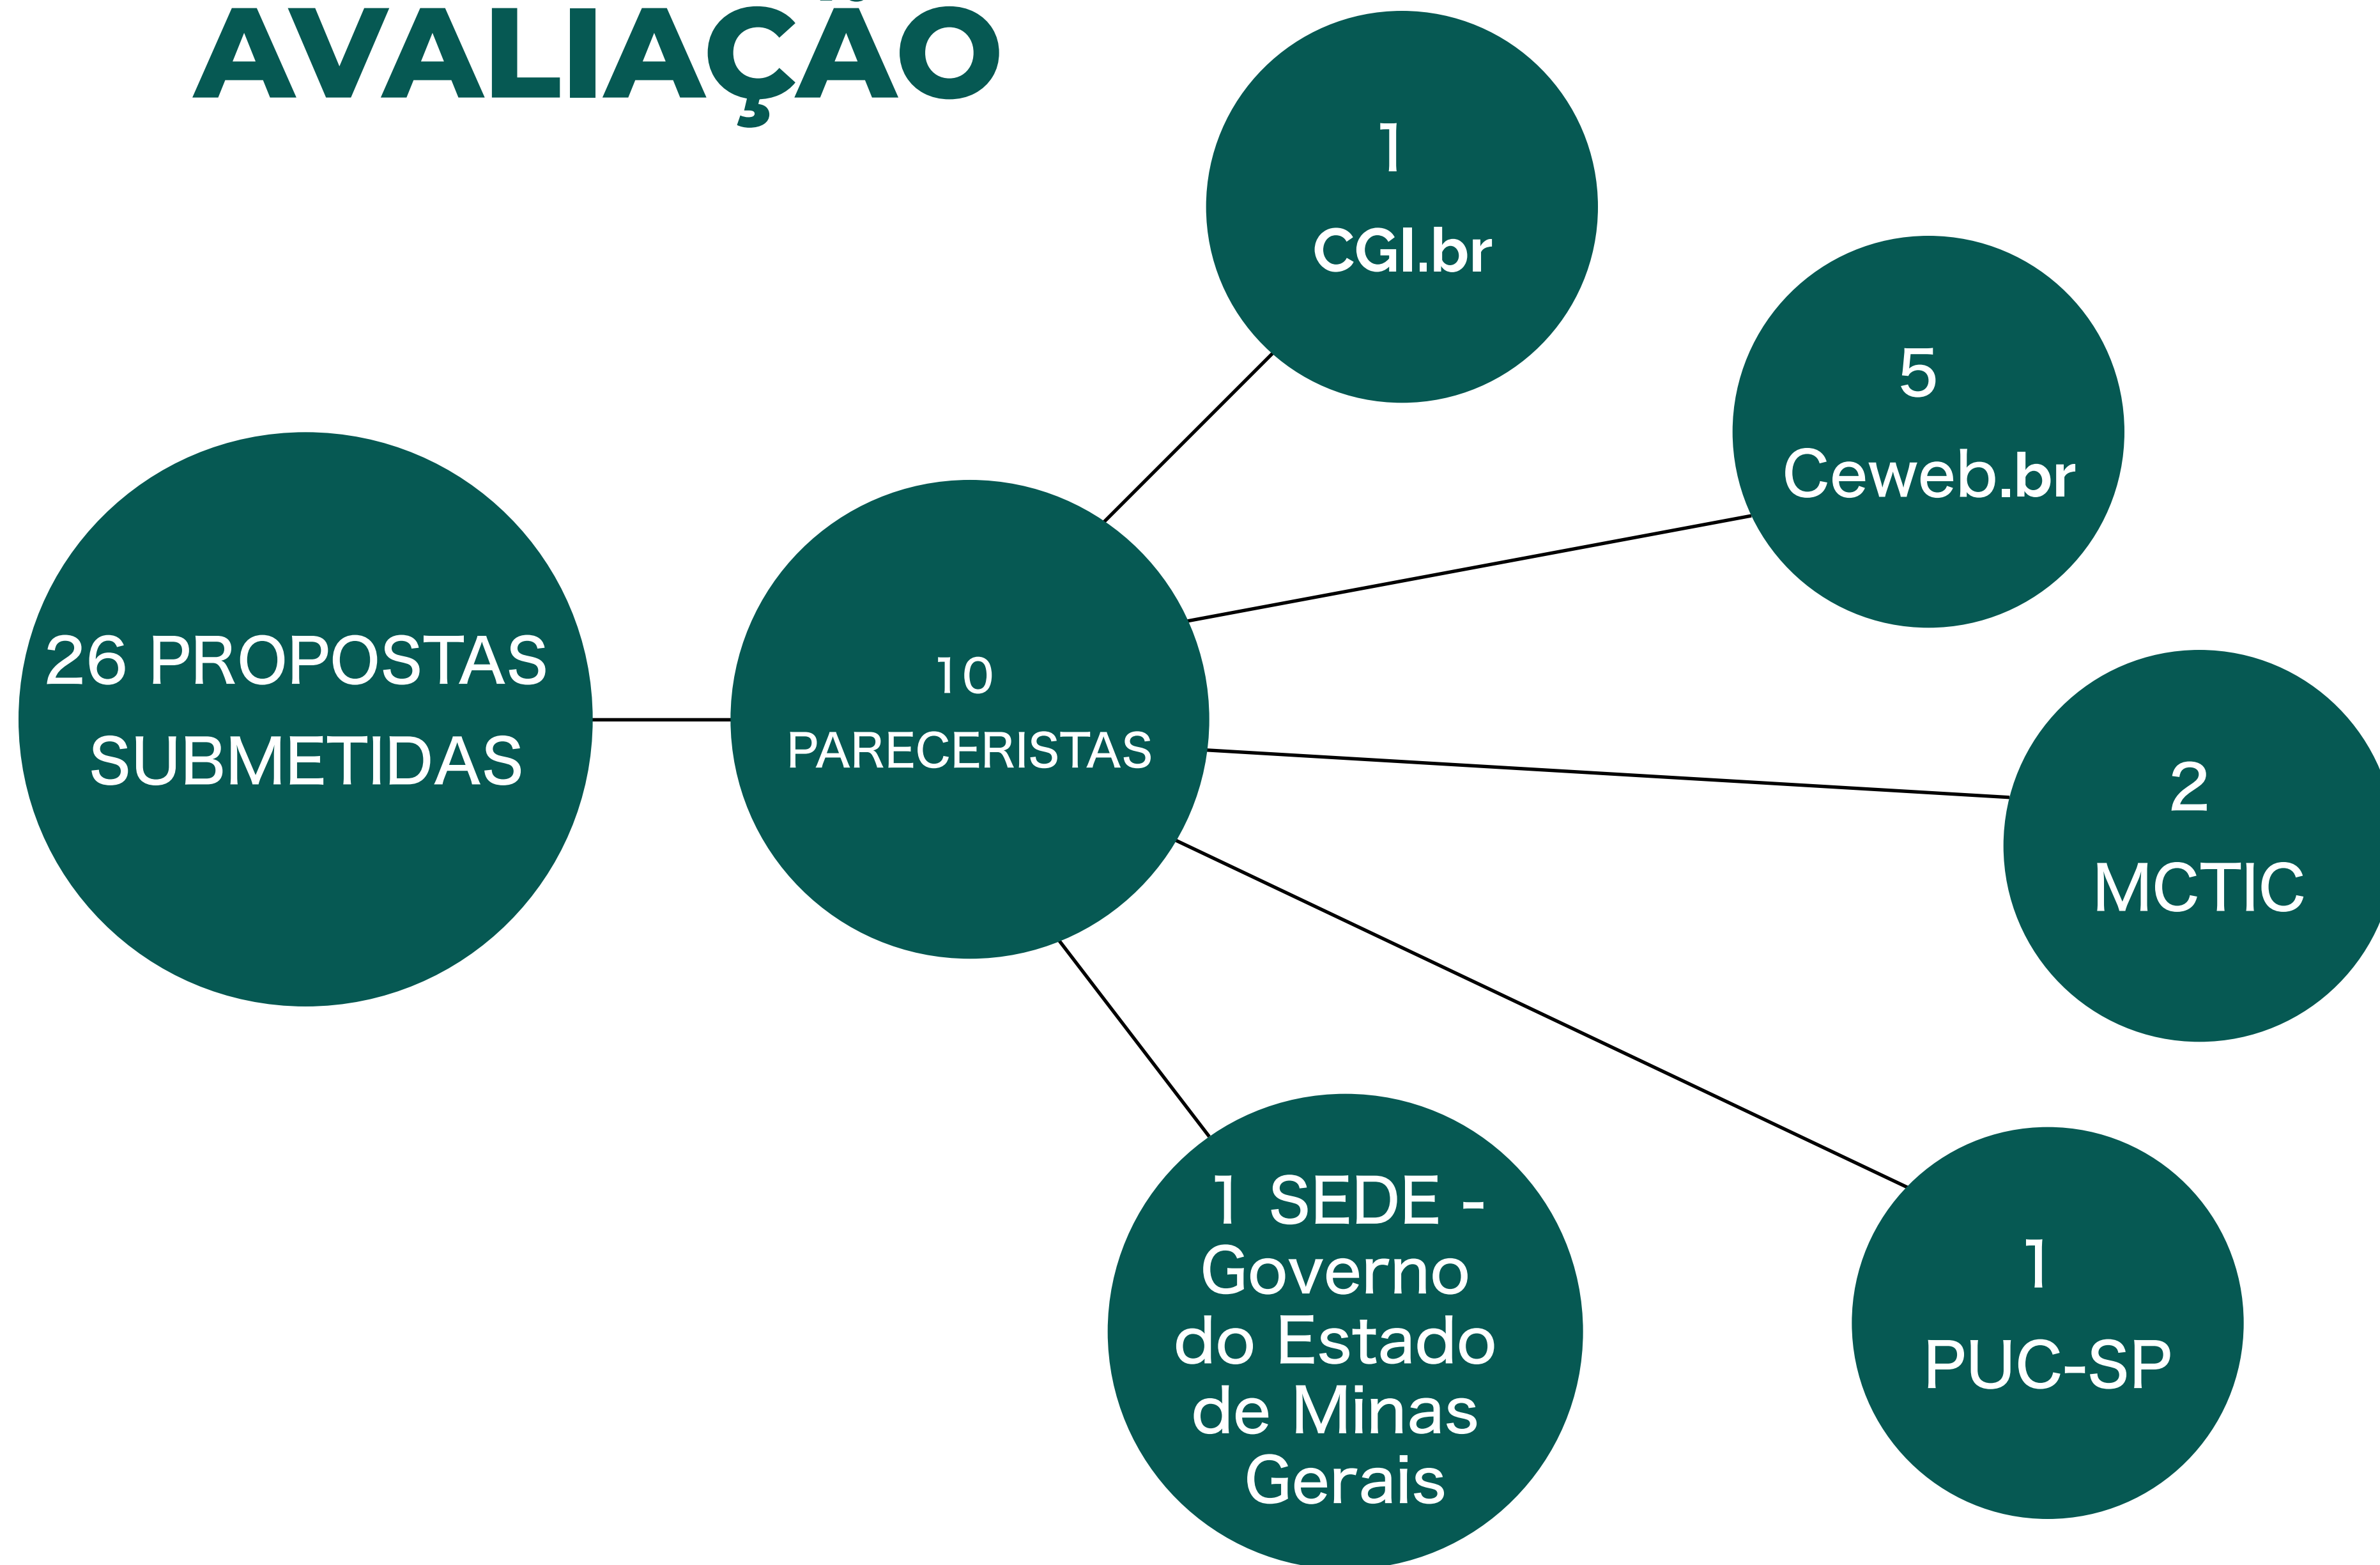 AVALIAÇÃO
26 PROPOSTAS
SUBMETIDAS
10
PARECERISTAS
1
CGI.br
5
Ceweb.br
2
MCTIC
1
PUC-SP
1 SEDE -
Governo
do Estado
de Minas
Gerais